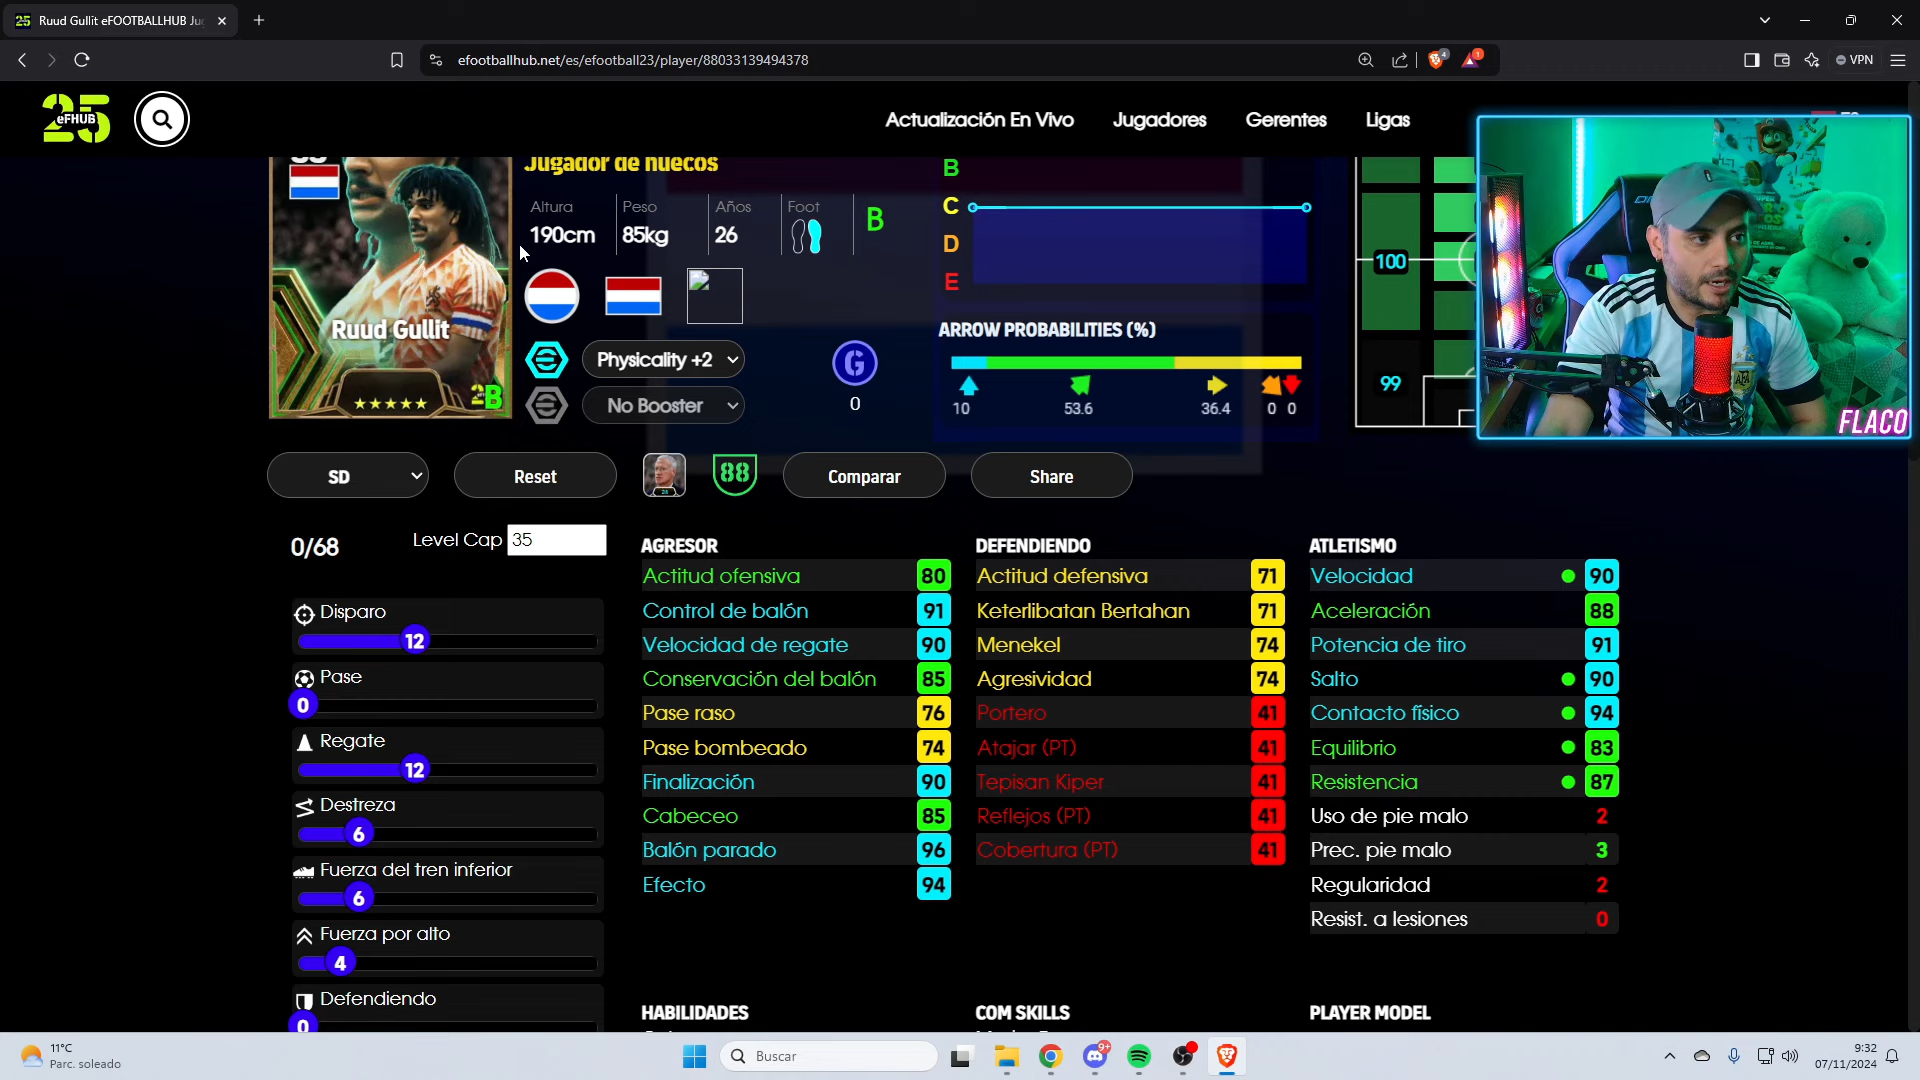 Ruud Gullit eFOOTBALLHUB Ju
efootballhub.net/es/efootball23/player/88033139494378
4
1
VPN
25
eFHUB
Actualización En Vivo
Jugadores
Gerentes
Ligas
Jugador de huecos
Altura
Peso
Años
Foot
190cm
85kg
26
B
Ruud Gullit
B
Physicality +2
No Booster
G
0
B
C
D
E
ARROW PROBABILITIES (%)
10
53.6
36.4
0
0
100
99
FLACO
SD
Reset
88
Comparar
Share
0/68
Level Cap
35
Disparo
12
Pase
0
Regate
12
Destreza
6
Fuerza del tren inferior
6
Fuerza por alto
4
Defendiendo
0
AGRESOR
Actitud ofensiva 80
Control de balón 91
Velocidad de regate 90
Conservación del balón 85
Pase raso 76
Pase bombeado 74
Finalización 90
Cabeceo 85
Balón parado 96
Efecto 94
DEFENDIENDO
Actitud defensiva 71
Keterlibatan Bertahan 71
Menekel 74
Agresividad 74
Portero 41
Atajar (PT) 41
Tepisan Kiper 41
Reflejos (PT) 41
Cobertura (PT) 41
ATLETISMO
Velocidad 90
Aceleración 88
Potencia de tiro 91
Salto 90
Contacto físico 94
Equilibrio 83
Resistencia 87
Uso de pie malo 2
Prec. pie malo 3
Regularidad 2
Resist. a lesiones 0
HABILIDADES
COM SKILLS
PLAYER MODEL
11°C
Parc. soleado
Buscar
9+
9:32
07/11/2024